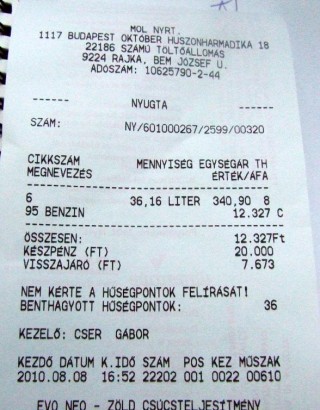 MOL NYRT.
1117 BUDAPEST OKTÓBER HUSZONHARMADIKA 18
22186 SZÁMÚ TÖLTŐÁLLOMÁS
9224 RAJKA, BEM JÓZSEF U.
ADÓSZÁM: 10625790-2-44
------ NYUGTA ------
SZÁM: NY/601000267/2599/00320
CIKKSZÁM MENNYISÉG EGYSÉGÁR TH
MEGNEVEZÉS ÉRTÉK/ÁFA
6 36,16 LITER 340,90 8
95 BENZIN 12.327 C
ÖSSZESEN: 12.327Ft
KÉSZPÉNZ (FT) 20.000
VISSZAJÁRÓ (FT) 7.673
NEM KÉRTE A HŰSÉGPONTOK FELÍRÁSÁT!
BENTHAGYOTT HŰSÉGPONTOK: 36
KEZELŐ: CSER GÁBOR
KEZDŐ DÁTUM K.IDŐ SZÁM POS KEZ MŰSZAK
2010.08.08 16:52 22202 001 0022 00610
EVO NEO - ZÖLD CSÚCSTELJESÍTMÉNY